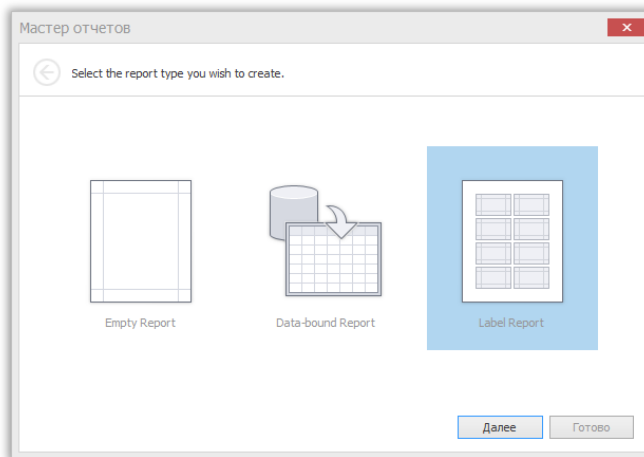 Мастер отчетов
Select the report type you wish to create.
Empty Report
Data-bound Report
Label Report
Далее
Готово